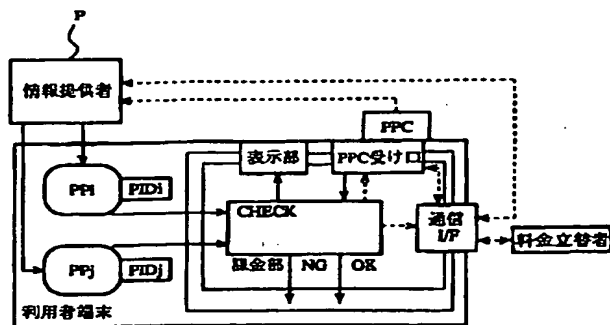 P
情報提供者
PPC
表示部
PPC受け口
PPi
PIDi
CHECK
通信
I/F
料金立替者
PPj
PIDj
課金部
NG
OK
利用者端末